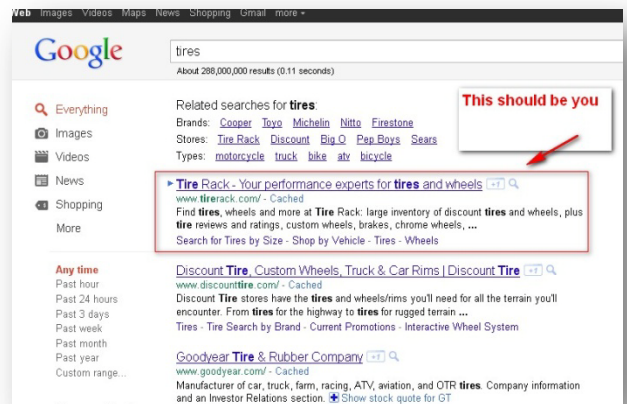 Web Images Videos Maps News Shopping Gmail more
Google
tires
About 288,000,000 results (0.11 seconds)
This should be you
Everything
Images
Videos
News
Shopping
More
Any time
Past hour
Past 24 hours
Past 3 days
Past week
Past month
Past year
Custom range...
Related searches for tires:
Brands: Cooper Toyo Michelin Nitto Firestone
Stores: Tire Rack Discount Big O Pep Boys Sears
Types: motorcycle truck bike atv bicycle
Tire Rack - Your performance experts for tires and wheels +1
www.tirerack.com/ - Cached
Find tires, wheels and more at Tire Rack: large inventory of discount tires and wheels, plus
tire reviews and ratings, custom wheels, brakes, chrome wheels, ...
Search for Tires by Size - Shop by Vehicle - Tires - Wheels
Discount Tire, Custom Wheels, Truck & Car Rims | Discount Tire +1
www.discounttire.com/ - Cached
Discount Tire stores have the tires and wheels/rims you'll need for all the terrain you'll
encounter. From tires for the highway to tires for rugged terrain ...
Tires - Tire Search by Brand - Current Promotions - Interactive Wheel System
Goodyear Tire & Rubber Company +1
www.goodyear.com/ - Cached
Manufacturer of car, truck, farm, racing, ATV, aviation, and OTR tires. Company information
and an Investor Relations section. Show stock quote for GT